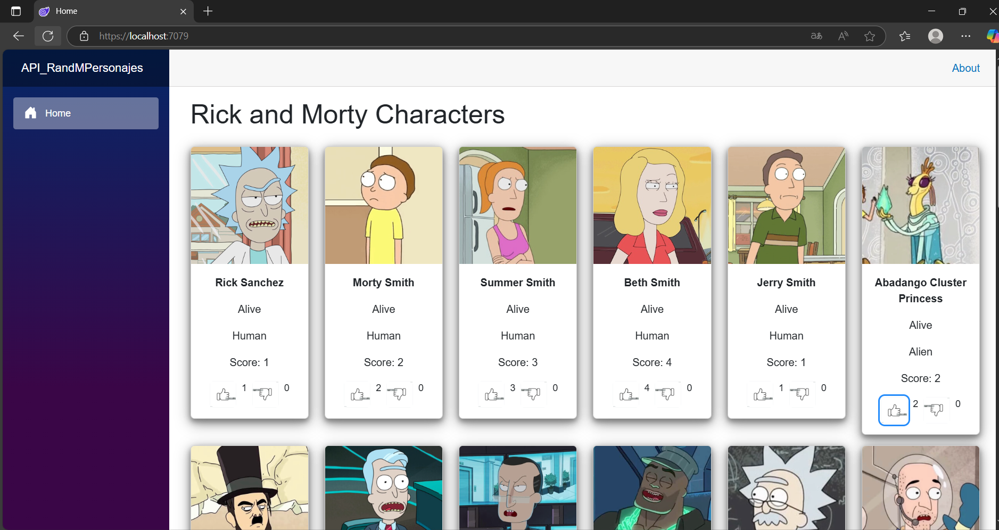 Home
https://localhost:7079
API_RandMPersonajes
About
Home
Rick and Morty Characters
Rick Sanchez
Alive
Human
Score: 1
1 0
Morty Smith
Alive
Human
Score: 2
2 0
Summer Smith
Alive
Human
Score: 3
3 0
Beth Smith
Alive
Human
Score: 4
4 0
Jerry Smith
Alive
Human
Score: 1
1 0
Abadango Cluster
Princess
Alive
Alien
Score: 2
2 0